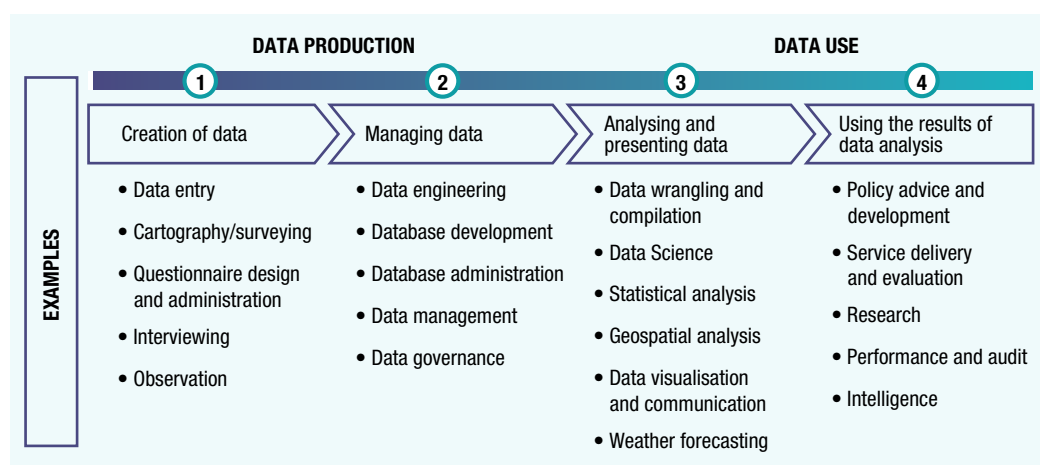 DATA PRODUCTION
DATA USE
1
2
3
4
Creation of data
Managing data
Analysing and
presenting data
Using the results of
data analysis
EXAMPLES
• Data entry
• Cartography/surveying
• Questionnaire design
and administration
• Interviewing
• Observation
• Data engineering
• Database development
• Database administration
• Data management
• Data governance
• Data wrangling and
compilation
• Data Science
• Statistical analysis
• Geospatial analysis
• Data visualisation
and communication
• Weather forecasting
• Policy advice and
development
• Service delivery
and evaluation
• Research
• Performance and audit
• Intelligence